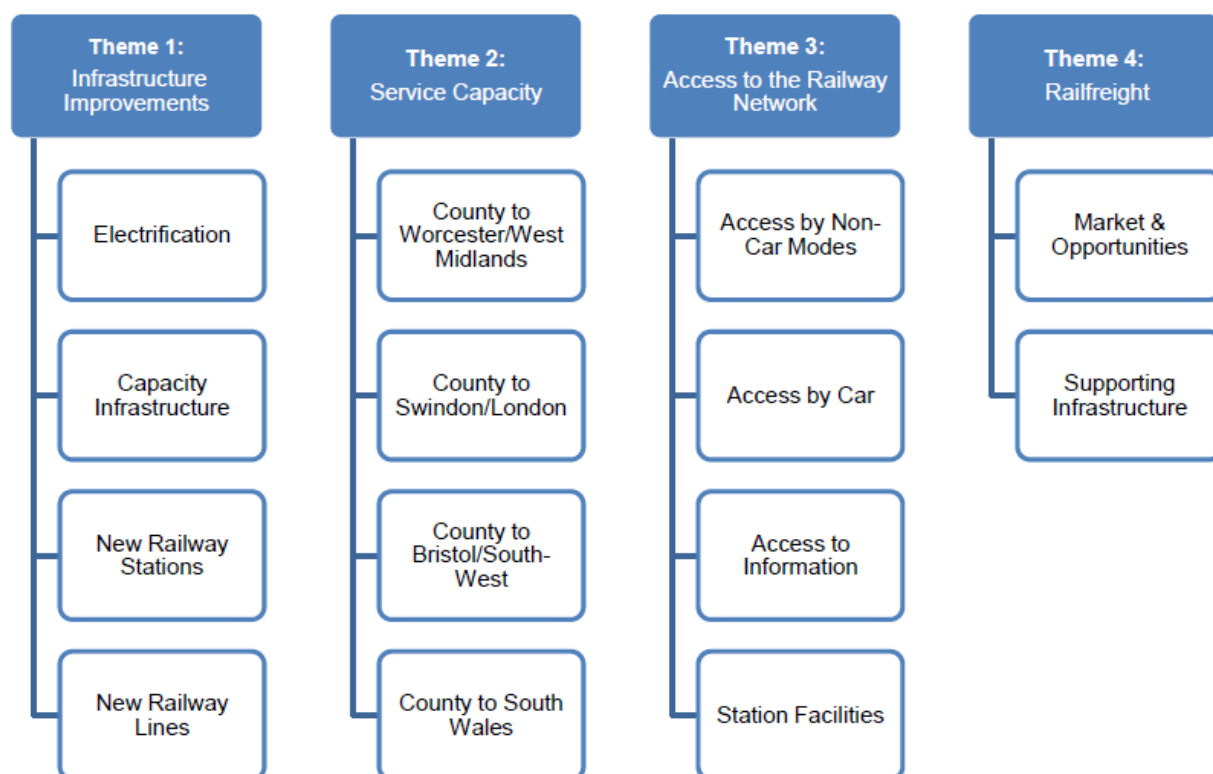 Theme 1:
Infrastructure
Improvements
Electrification
Capacity
Infrastructure
New Railway
Stations
New Railway
Lines
Theme 2:
Service Capacity
County to
Worcester/West
Midlands
County to
Swindon/London
County to
Bristol/South-
West
County to South
Wales
Theme 3:
Access to the Railway
Network
Access by Non-
Car Modes
Access by Car
Access to
Information
Station Facilities
Theme 4:
Railfreight
Market &
Opportunities
Supporting
Infrastructure